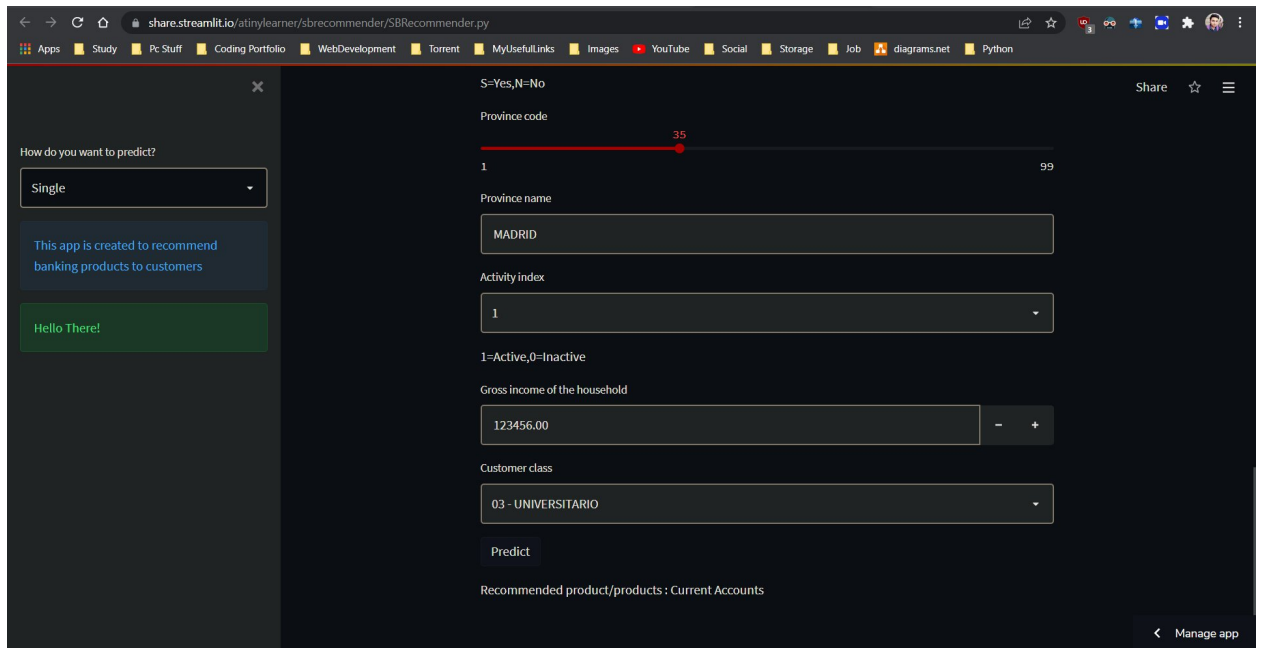 share.streamlit.io/atinylearner/sbrecommender/SBRecommender.py
3
Apps Study Pc Stuff Coding Portfolio WebDevelopment Torrent MyUsefulLinks Images YouTube Social Storage Job diagrams.net Python
Share
How do you want to predict?
Single
This app is created to recommend
banking products to customers
Hello There!
S=Yes,N=No
Province code
35
1 99
Province name
MADRID
Activity index
1
1=Active,0=Inactive
Gross income of the household
123456.00 - +
Customer class
03 - UNIVERSITARIO
Predict
Recommended product/products : Current Accounts
Manage app